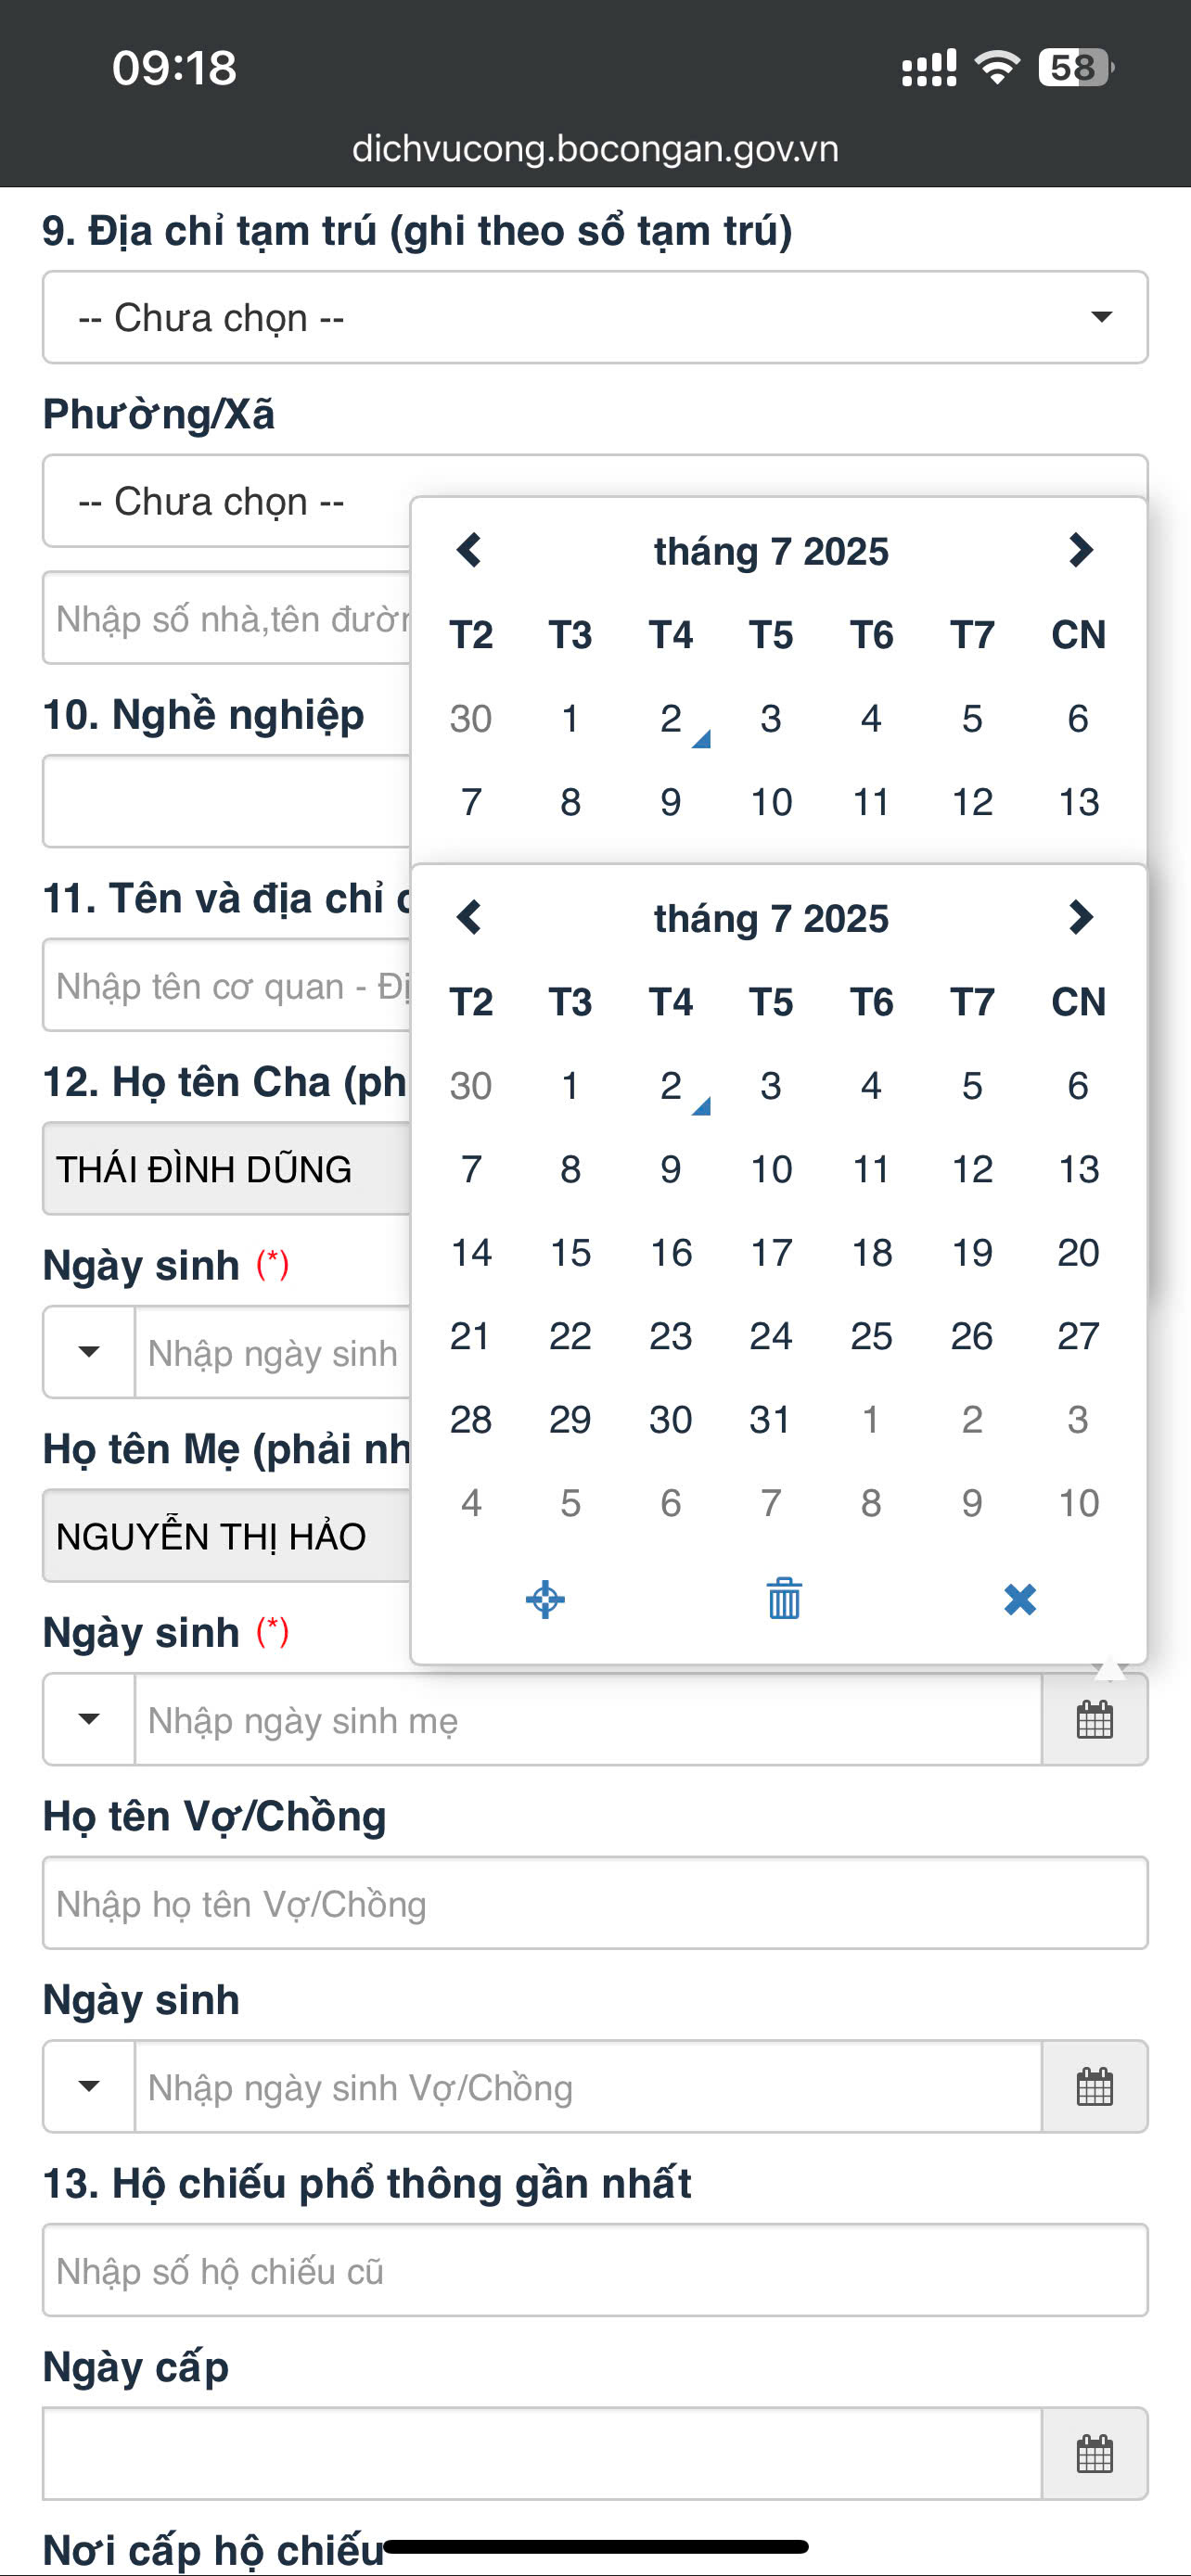 09:18
58
dichvucong.bocongan.gov.vn
9. Địa chỉ tạm trú (ghi theo sổ tạm trú)
-- Chưa chọn --
Phường/Xã
-- Chưa chọn --
Nhập số nhà,tên đườn
10. Nghề nghiệp
11. Tên và địa chỉ
Nhập tên cơ quan - Đị
12. Họ tên Cha (ph
THÁI ĐÌNH DŨNG
Ngày sinh (*)
Nhập ngày sinh
Họ tên Mẹ (phải nh
NGUYỄN THỊ HẢO
Ngày sinh (*)
tháng 7 2025
T2 T3 T4 T5 T6 T7 CN
30 1 2 3 4 5 6
7 8 9 10 11 12 13
tháng 7 2025
T2 T3 T4 T5 T6 T7 CN
30 1 2 3 4 5 6
7 8 9 10 11 12 13
14 15 16 17 18 19 20
21 22 23 24 25 26 27
28 29 30 31 1 2 3
4 5 6 7 8 9 10
Nhập ngày sinh mẹ
Họ tên Vợ/Chồng
Nhập họ tên Vợ/Chồng
Ngày sinh
Nhập ngày sinh Vợ/Chồng
13. Hộ chiếu phổ thông gần nhất
Nhập số hộ chiếu cũ
Ngày cấp
Nơi cấp hộ chiếu